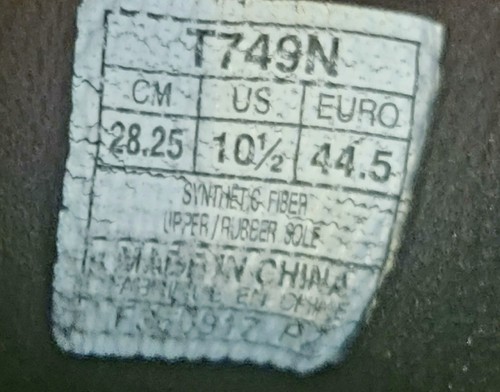 T749N
CM US EURO
28.25 10½ 44.5
SYNTHETIC FIBER
UPPER/RUBBER SOLE
MADE IN CHINA
EN CHINE